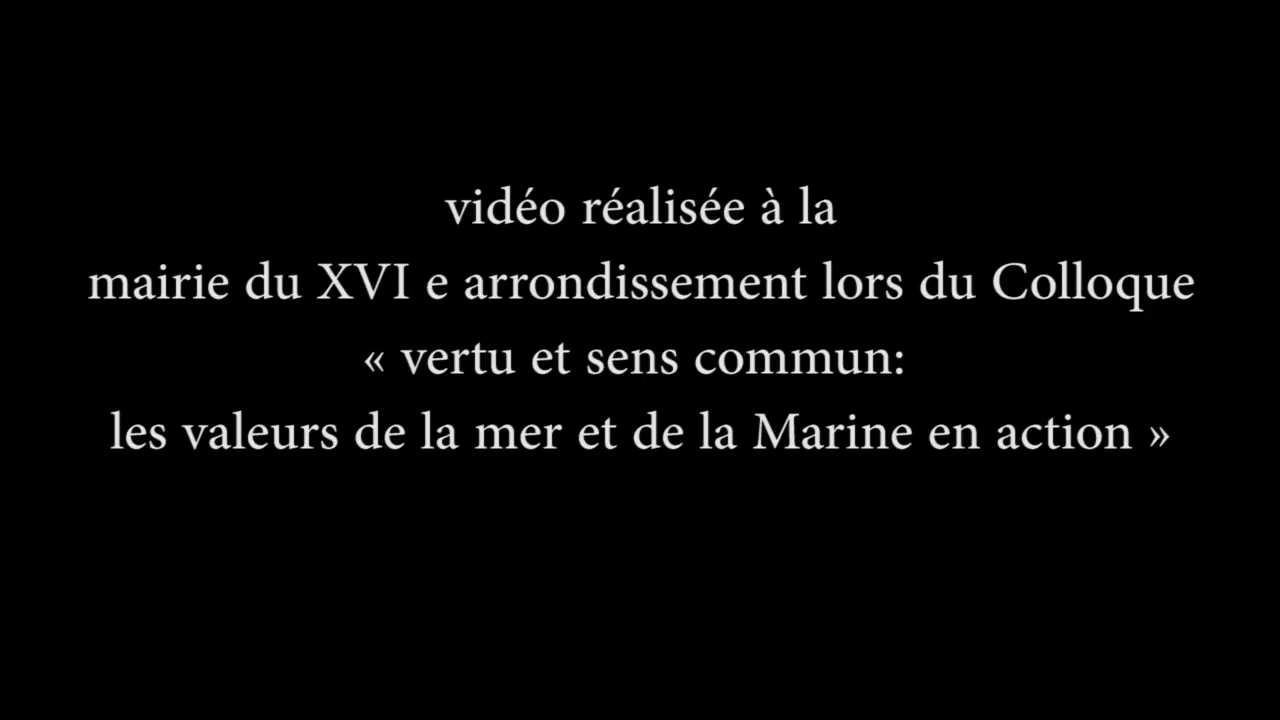 vidéo réalisée à la
mairie du XVI e arrondissement lors du Colloque
« vertu et sens commun:
les valeurs de la mer et de la Marine en action »